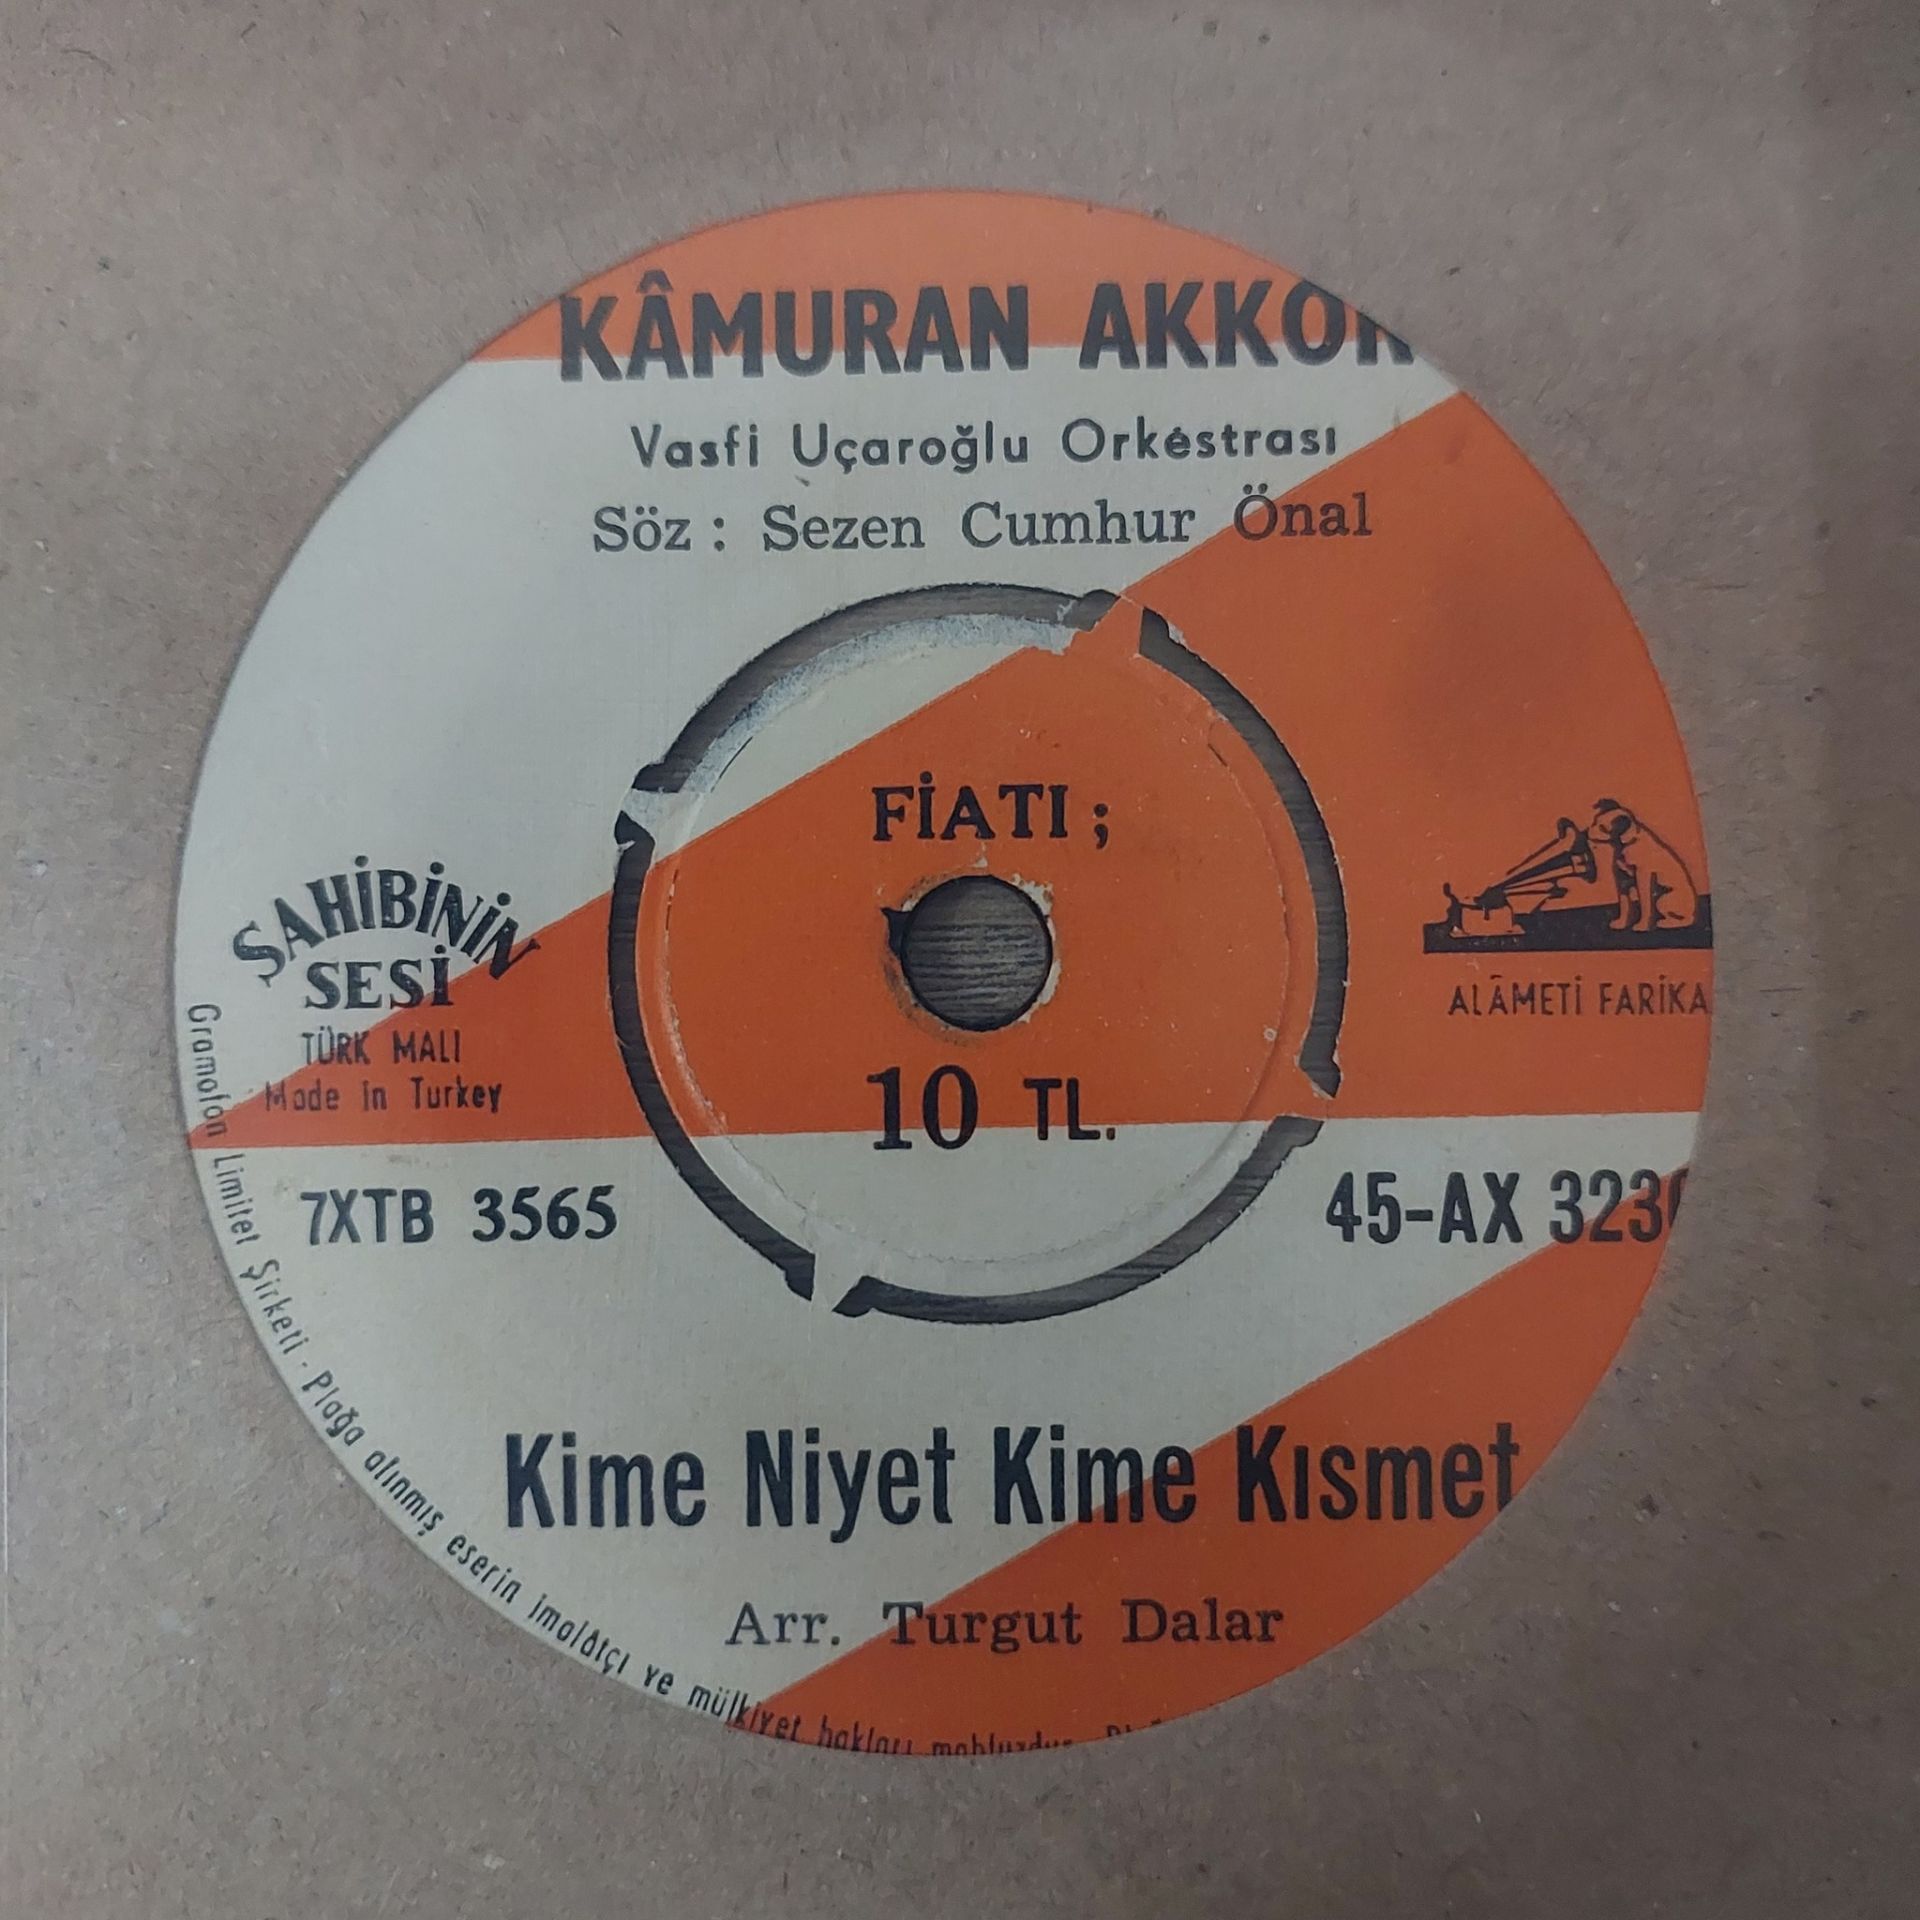 KÂMURAN AKKOR
Vasfi Uçaroğlu Orkestrası
Söz : Sezen Cumhur Önal
FİATI ;
10 TL.
SAHİBİNİN
SESİ
TÜRK MALI
Made in Turkey
ALÂMETİ FARİKA
7XTB 3565
45-AX 323
Kime Niyet Kime Kısmet
Arr. Turgut Dalar
Gramofon Limitet Şirketi - Plağa alınmış eserin imalâtçı ve mülkiyet hakları mahfuzdur.